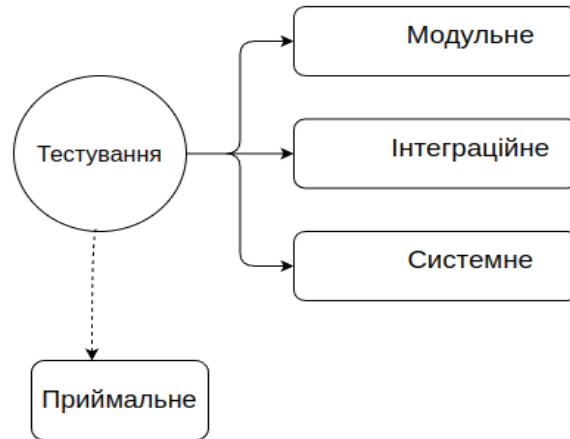 Модульне
Тестування
Інтеграційне
Системне
Приймальне